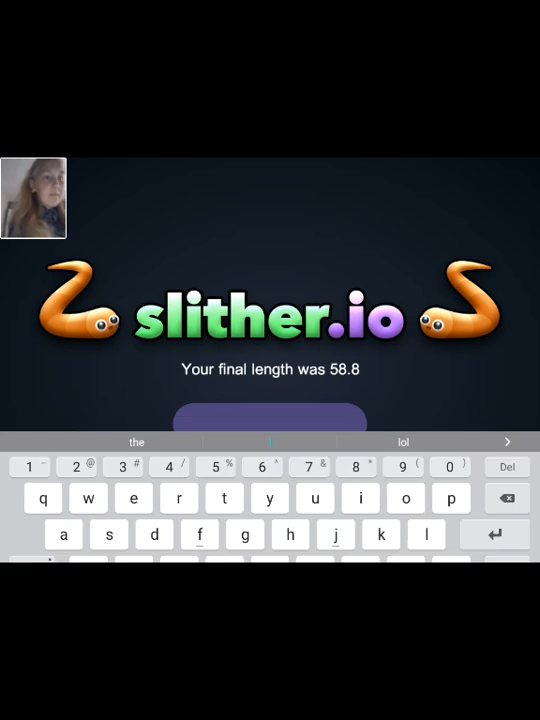 slither.io
Your final length was 58.8
the l lol >
1 - 2 @ 3 # 4 / 5 % 6 ^ 7 & 8 * 9 ( 0 ) Del
q w e r t y u i o p
a s d f g h j k l